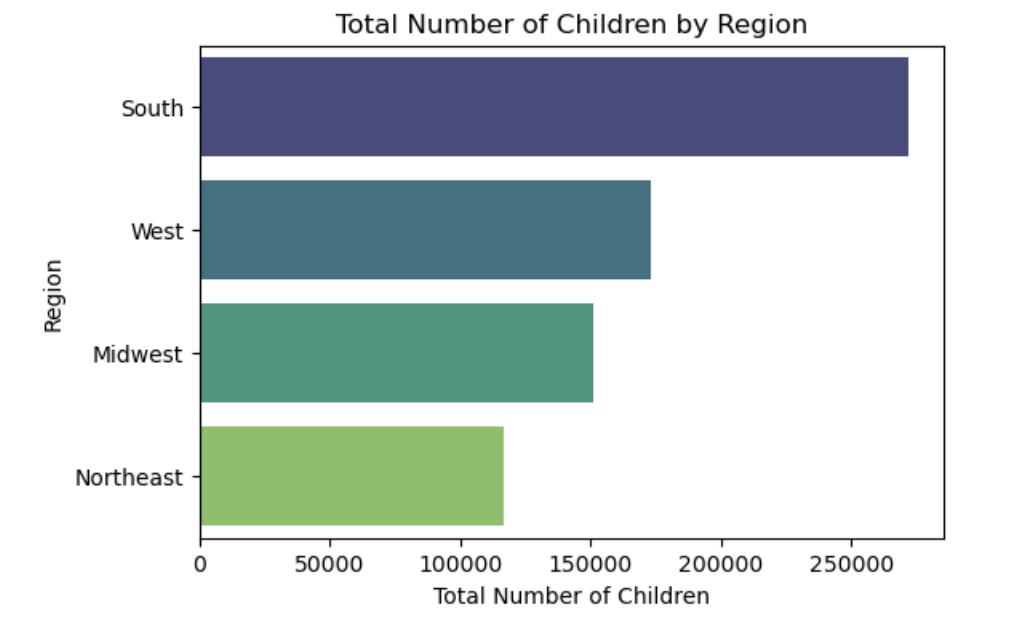 Total Number of Children by Region
South
West
Midwest
Northeast
Region
0 50000 100000 150000 200000 250000
Total Number of Children